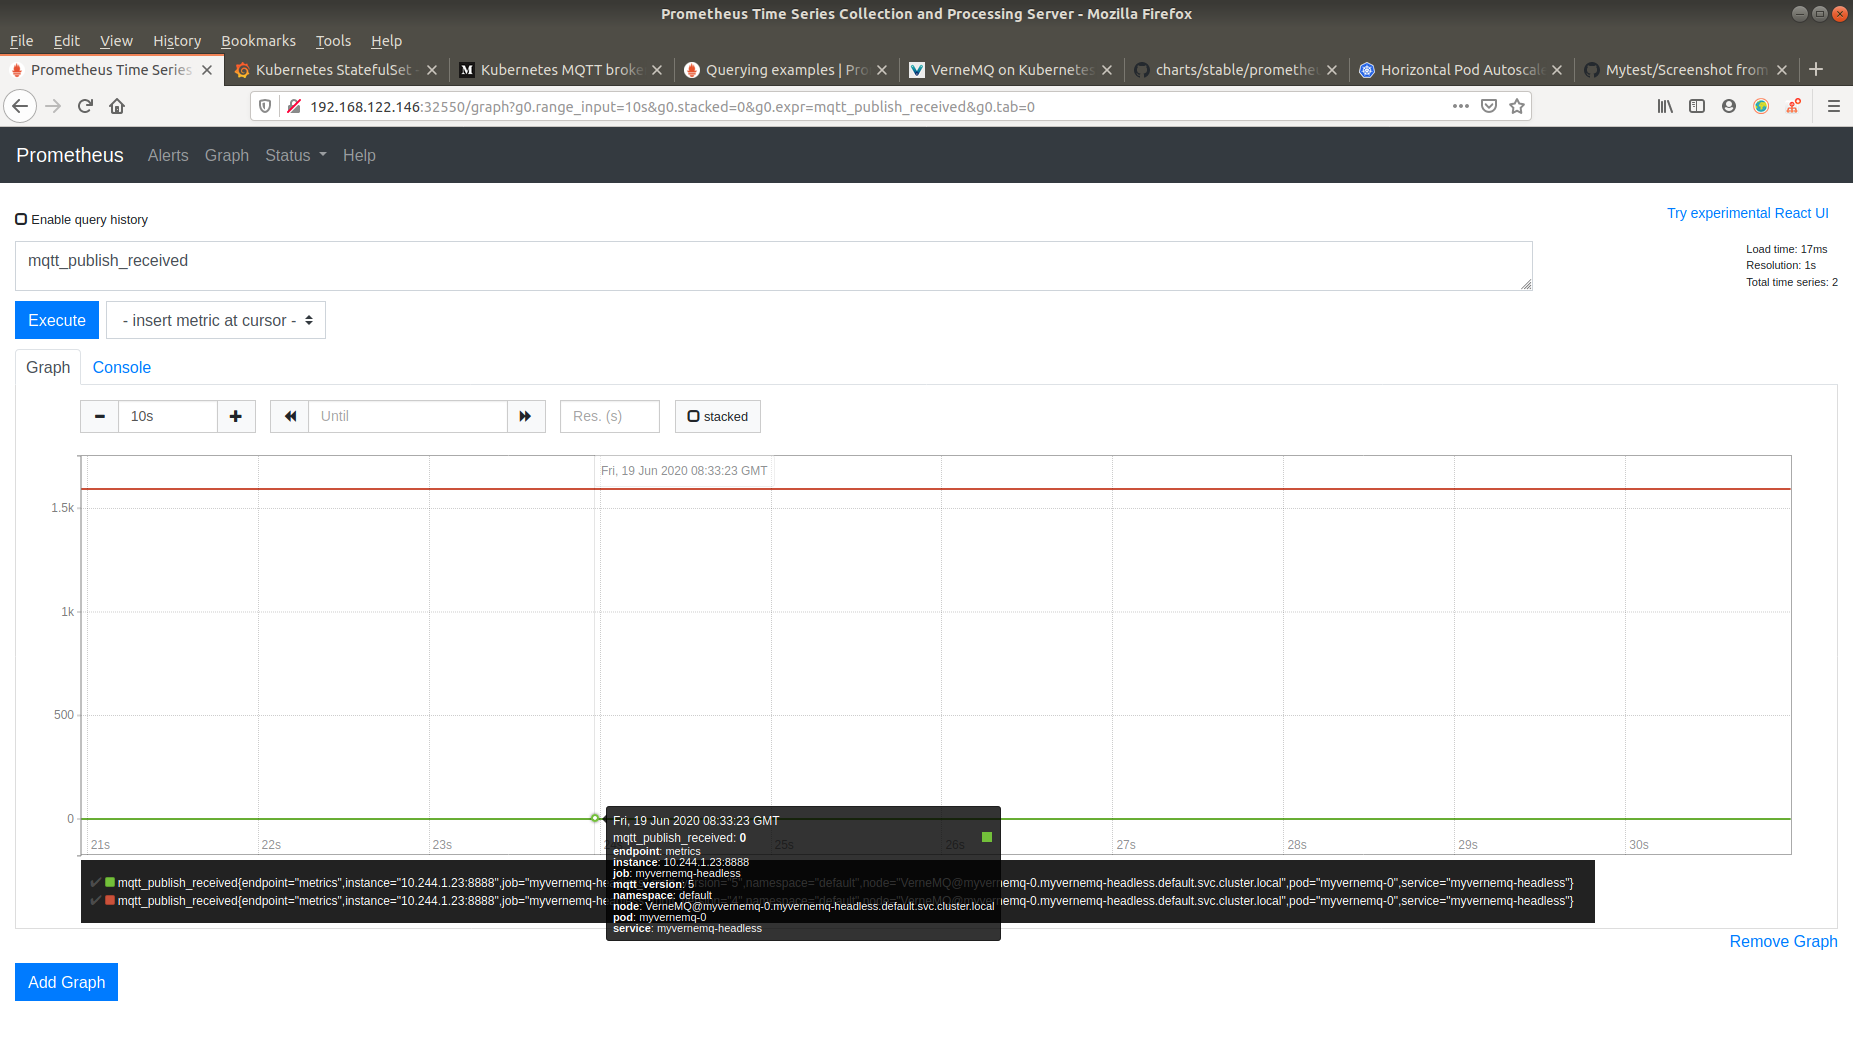 Prometheus Time Series Collection and Processing Server - Mozilla Firefox
File Edit View History Bookmarks Tools Help
Prometheus Time Series
Kubernetes StatefulSet -
Kubernetes MQTT broke
Querying examples | Pro
VerneMQ on Kubernetes
charts/stable/promethe
Horizontal Pod Autoscale
Mytest/Screenshot from
192.168.122.146:32550/graph?g0.range_input=10s&g0.stacked=0&g0.expr=mqtt_publish_received&g0.tab=0
Prometheus Alerts Graph Status Help
Enable query history
Try experimental React UI
mqtt_publish_received
Load time: 17ms
Resolution: 1s
Total time series: 2
Execute - insert metric at cursor -
Graph Console
10s Until Res. (s) stacked
Fri, 19 Jun 2020 08:33:23 GMT
1.5k
1k
500
0
21s 22s 23s 25s 26s 27s 28s 29s 30s
Fri, 19 Jun 2020 08:33:23 GMT
mqtt_publish_received: 0
endpoint: metrics
instance: 10.244.1.23:8888
job: myvernemq-headless
mqtt_version: 5
namespace: default
node: VerneMQ@myvernemq-0.myvernemq-headless.default.svc.cluster.local
pod: myvernemq-0
service: myvernemq-headless
mqtt_publish_received{endpoint="metrics",instance="10.244.1.23:8888",job="myvernemq-he version="5",namespace="default",node="VerneMQ@myvernemq-0.myvernemq-headless.default.svc.cluster.local",pod="myvernemq-0",service="myvernemq-headless"}
mqtt_publish_received{endpoint="metrics",instance="10.244.1.23:8888",job="myvernemq-he "4",namespace="default",node="VerneMQ@myvernemq-0.myvernemq-headless.default.svc.cluster.local",pod="myvernemq-0",service="myvernemq-headless"}
Remove Graph
Add Graph